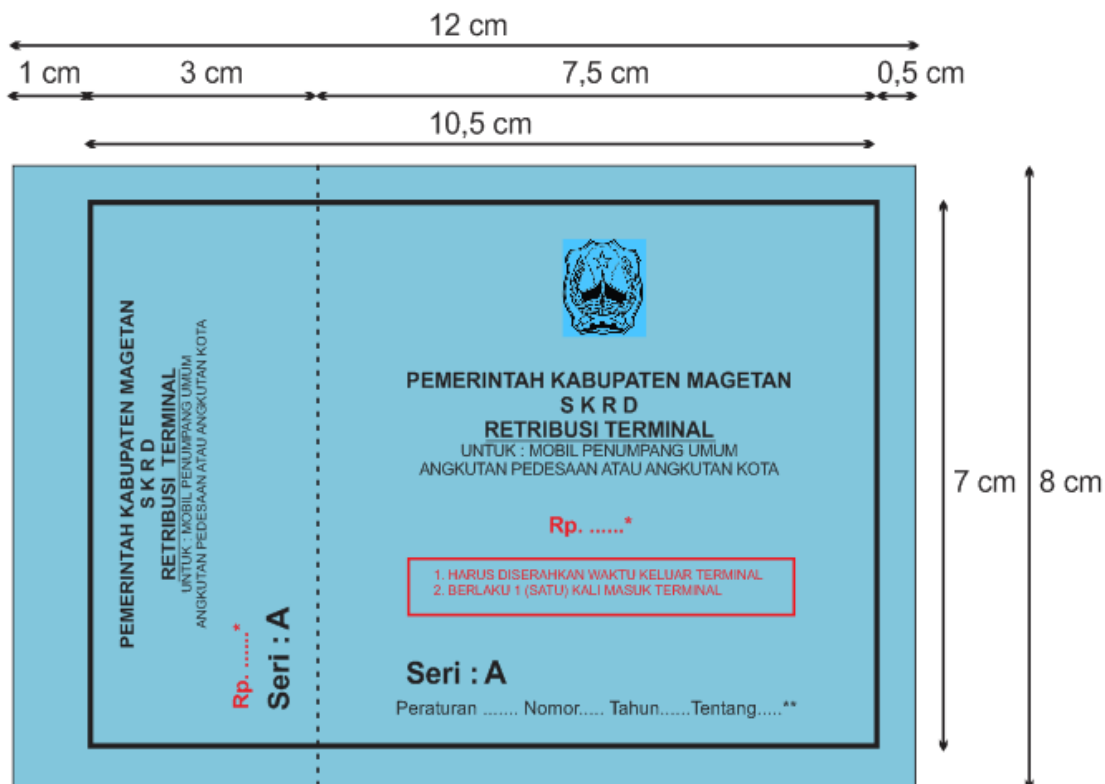 12 cm
1 cm 3 cm 7,5 cm 0,5 cm
10,5 cm
PEMERINTAH KABUPATEN MAGETAN
S K R D
RETRIBUSI TERMINAL
UNTUK : MOBIL PENUMPANG UMUM
ANGKUTAN PEDESAAN ATAU ANGKUTAN KOTA
Rp. ......*
Seri : A
PEMERINTAH KABUPATEN MAGETAN
S K R D
RETRIBUSI TERMINAL
UNTUK : MOBIL PENUMPANG UMUM
ANGKUTAN PEDESAAN ATAU ANGKUTAN KOTA
Rp. ......*
1. HARUS DISERAHKAN WAKTU KELUAR TERMINAL
2. BERLAKU 1 (SATU) KALI MASUK TERMINAL
Seri : A
Peraturan ....... Nomor..... Tahun......Tentang.....**
7 cm 8 cm